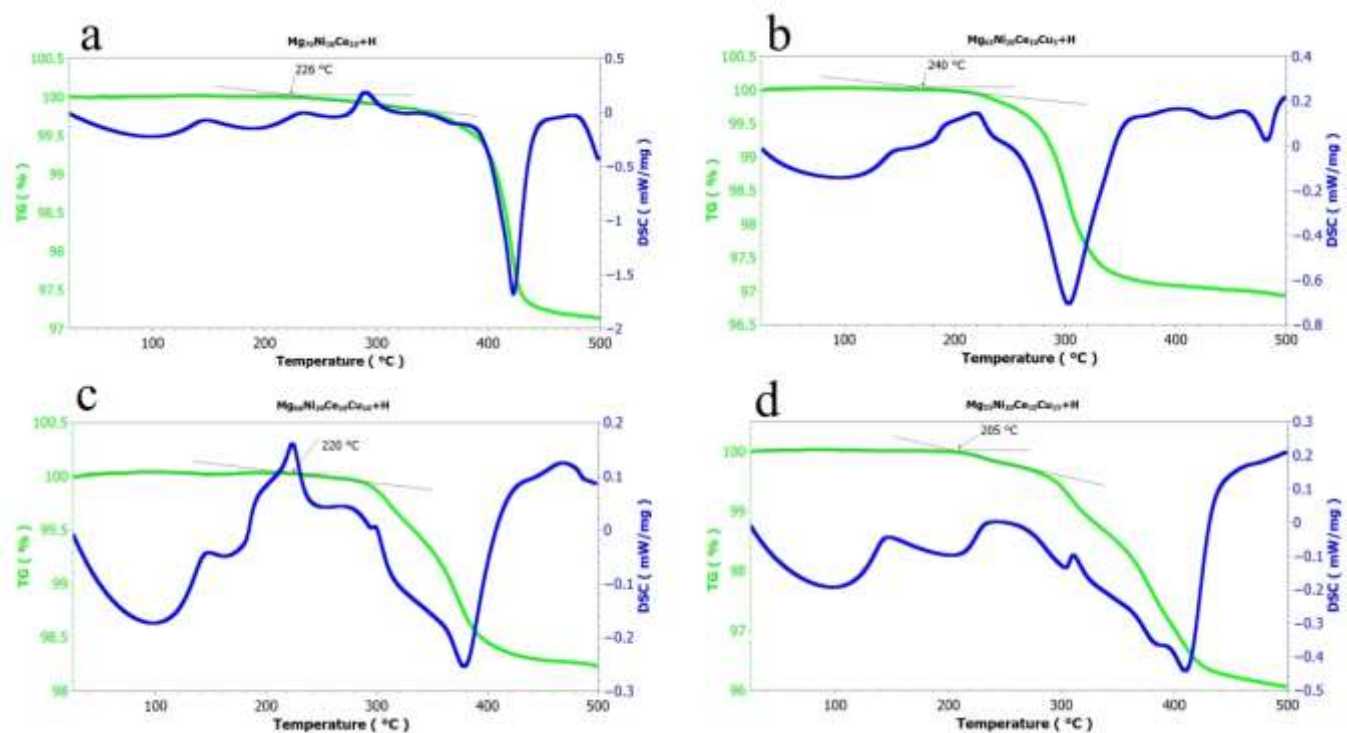 a
Mg₇₀Ni₂₀Ce₁₀+H
226 °C
TG ( % )
100.5
100
99.5
99
98.5
98
97.5
97
0.5
0
−0.5
−1
−1.5
−2
DSC ( mW/mg )
100 200 300 400 500
Temperature ( °C )
b
Mg₆₅Ni₂₀Ce₁₀Cu₅+H
240 °C
TG ( % )
100.5
100
99.5
99
98.5
98
97.5
97
96.5
0.4
0.2
0
−0.2
−0.4
−0.6
−0.8
DSC ( mW/mg )
100 200 300 400 500
Temperature ( °C )
c
Mg₆₀Ni₂₀Ce₁₀Cu₁₀+H
220 °C
TG ( % )
100.5
100
99.5
99
98.5
98
0.2
0.1
0
−0.1
−0.2
−0.3
DSC ( mW/mg )
100 200 300 400 500
Temperature ( °C )
d
Mg₅₅Ni₂₀Ce₁₀Cu₁₅+H
205 °C
TG ( % )
100
99
98
97
96
0.3
0.2
0.1
0
−0.1
−0.2
−0.3
−0.4
−0.5
DSC ( mW/mg )
100 200 300 400 500
Temperature ( °C )